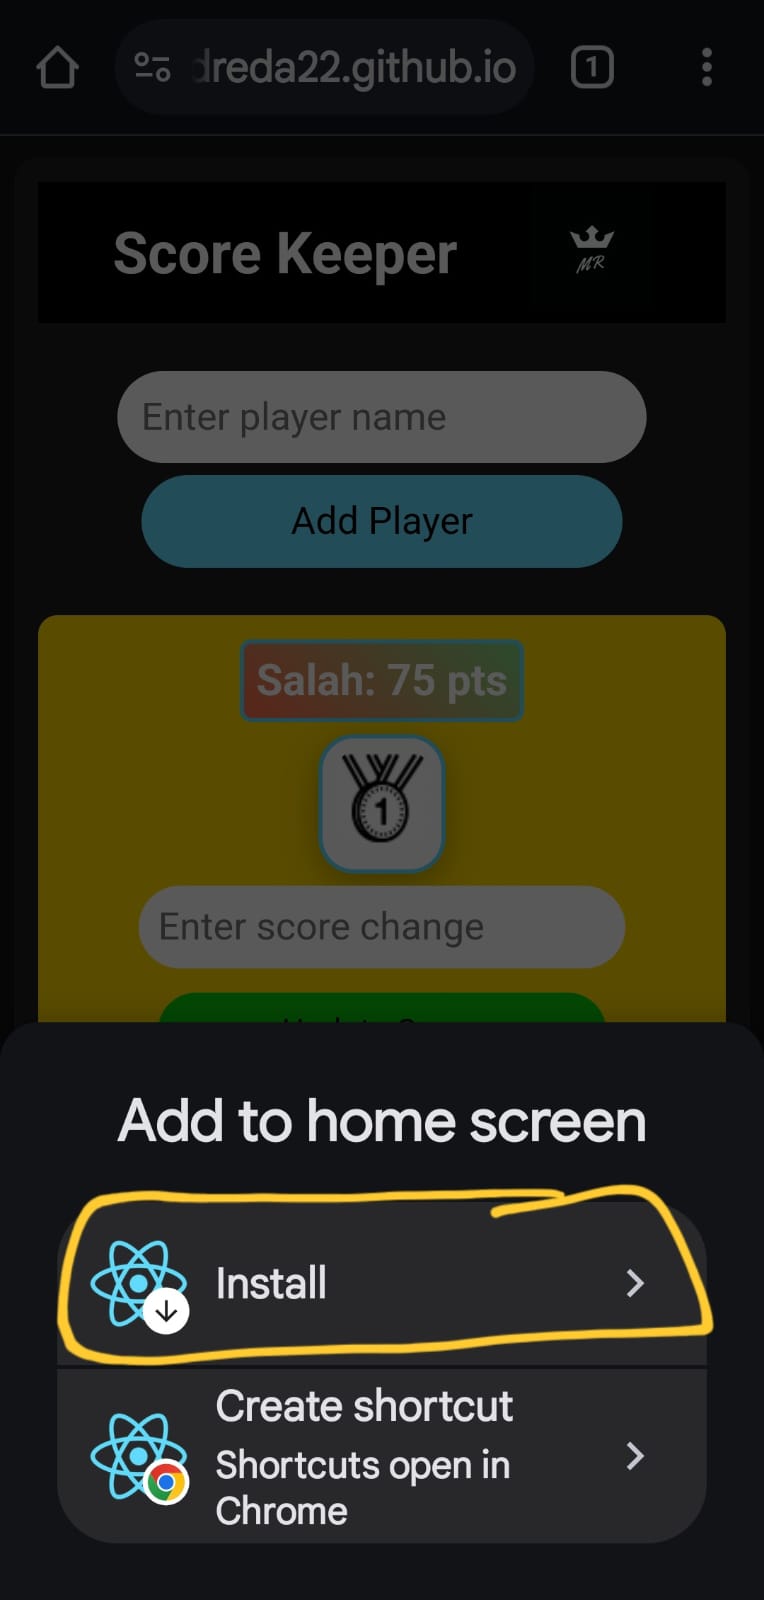 dreda22.github.io
1
Score Keeper
MR
Enter player name
Add Player
Salah: 75 pts
1
Enter score change
Add to home screen
Install
Create shortcut
Shortcuts open in
Chrome